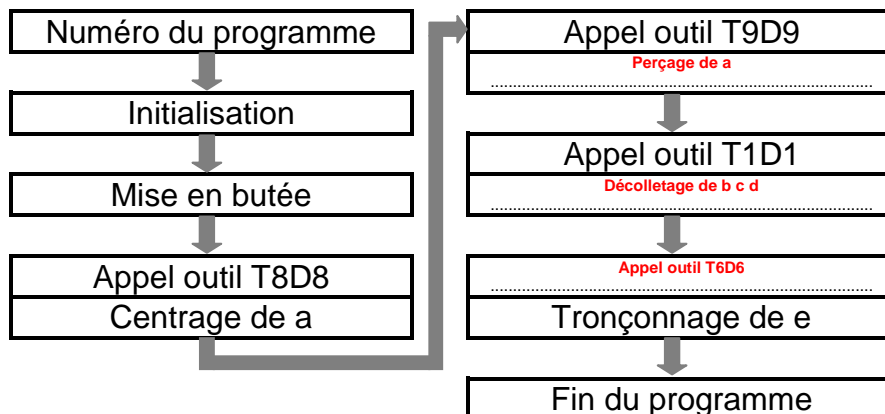 Numéro du programme
Initialisation
Mise en butée
Appel outil T8D8
Centrage de a
Appel outil T9D9
Perçage de a
Appel outil T1D1
Décolletage de b c d
Appel outil T6D6
Tronçonnage de e
Fin du programme